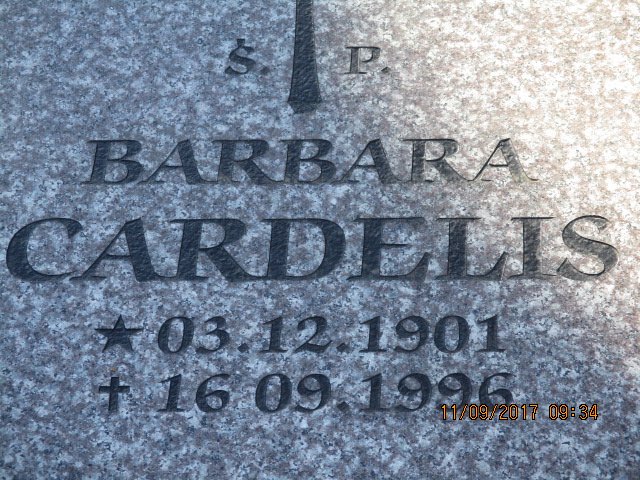 Ś. P.
BARBARA
CARDELIS
★ 03.12.1901
✝ 16 09.1996
11/09/2017 09:34